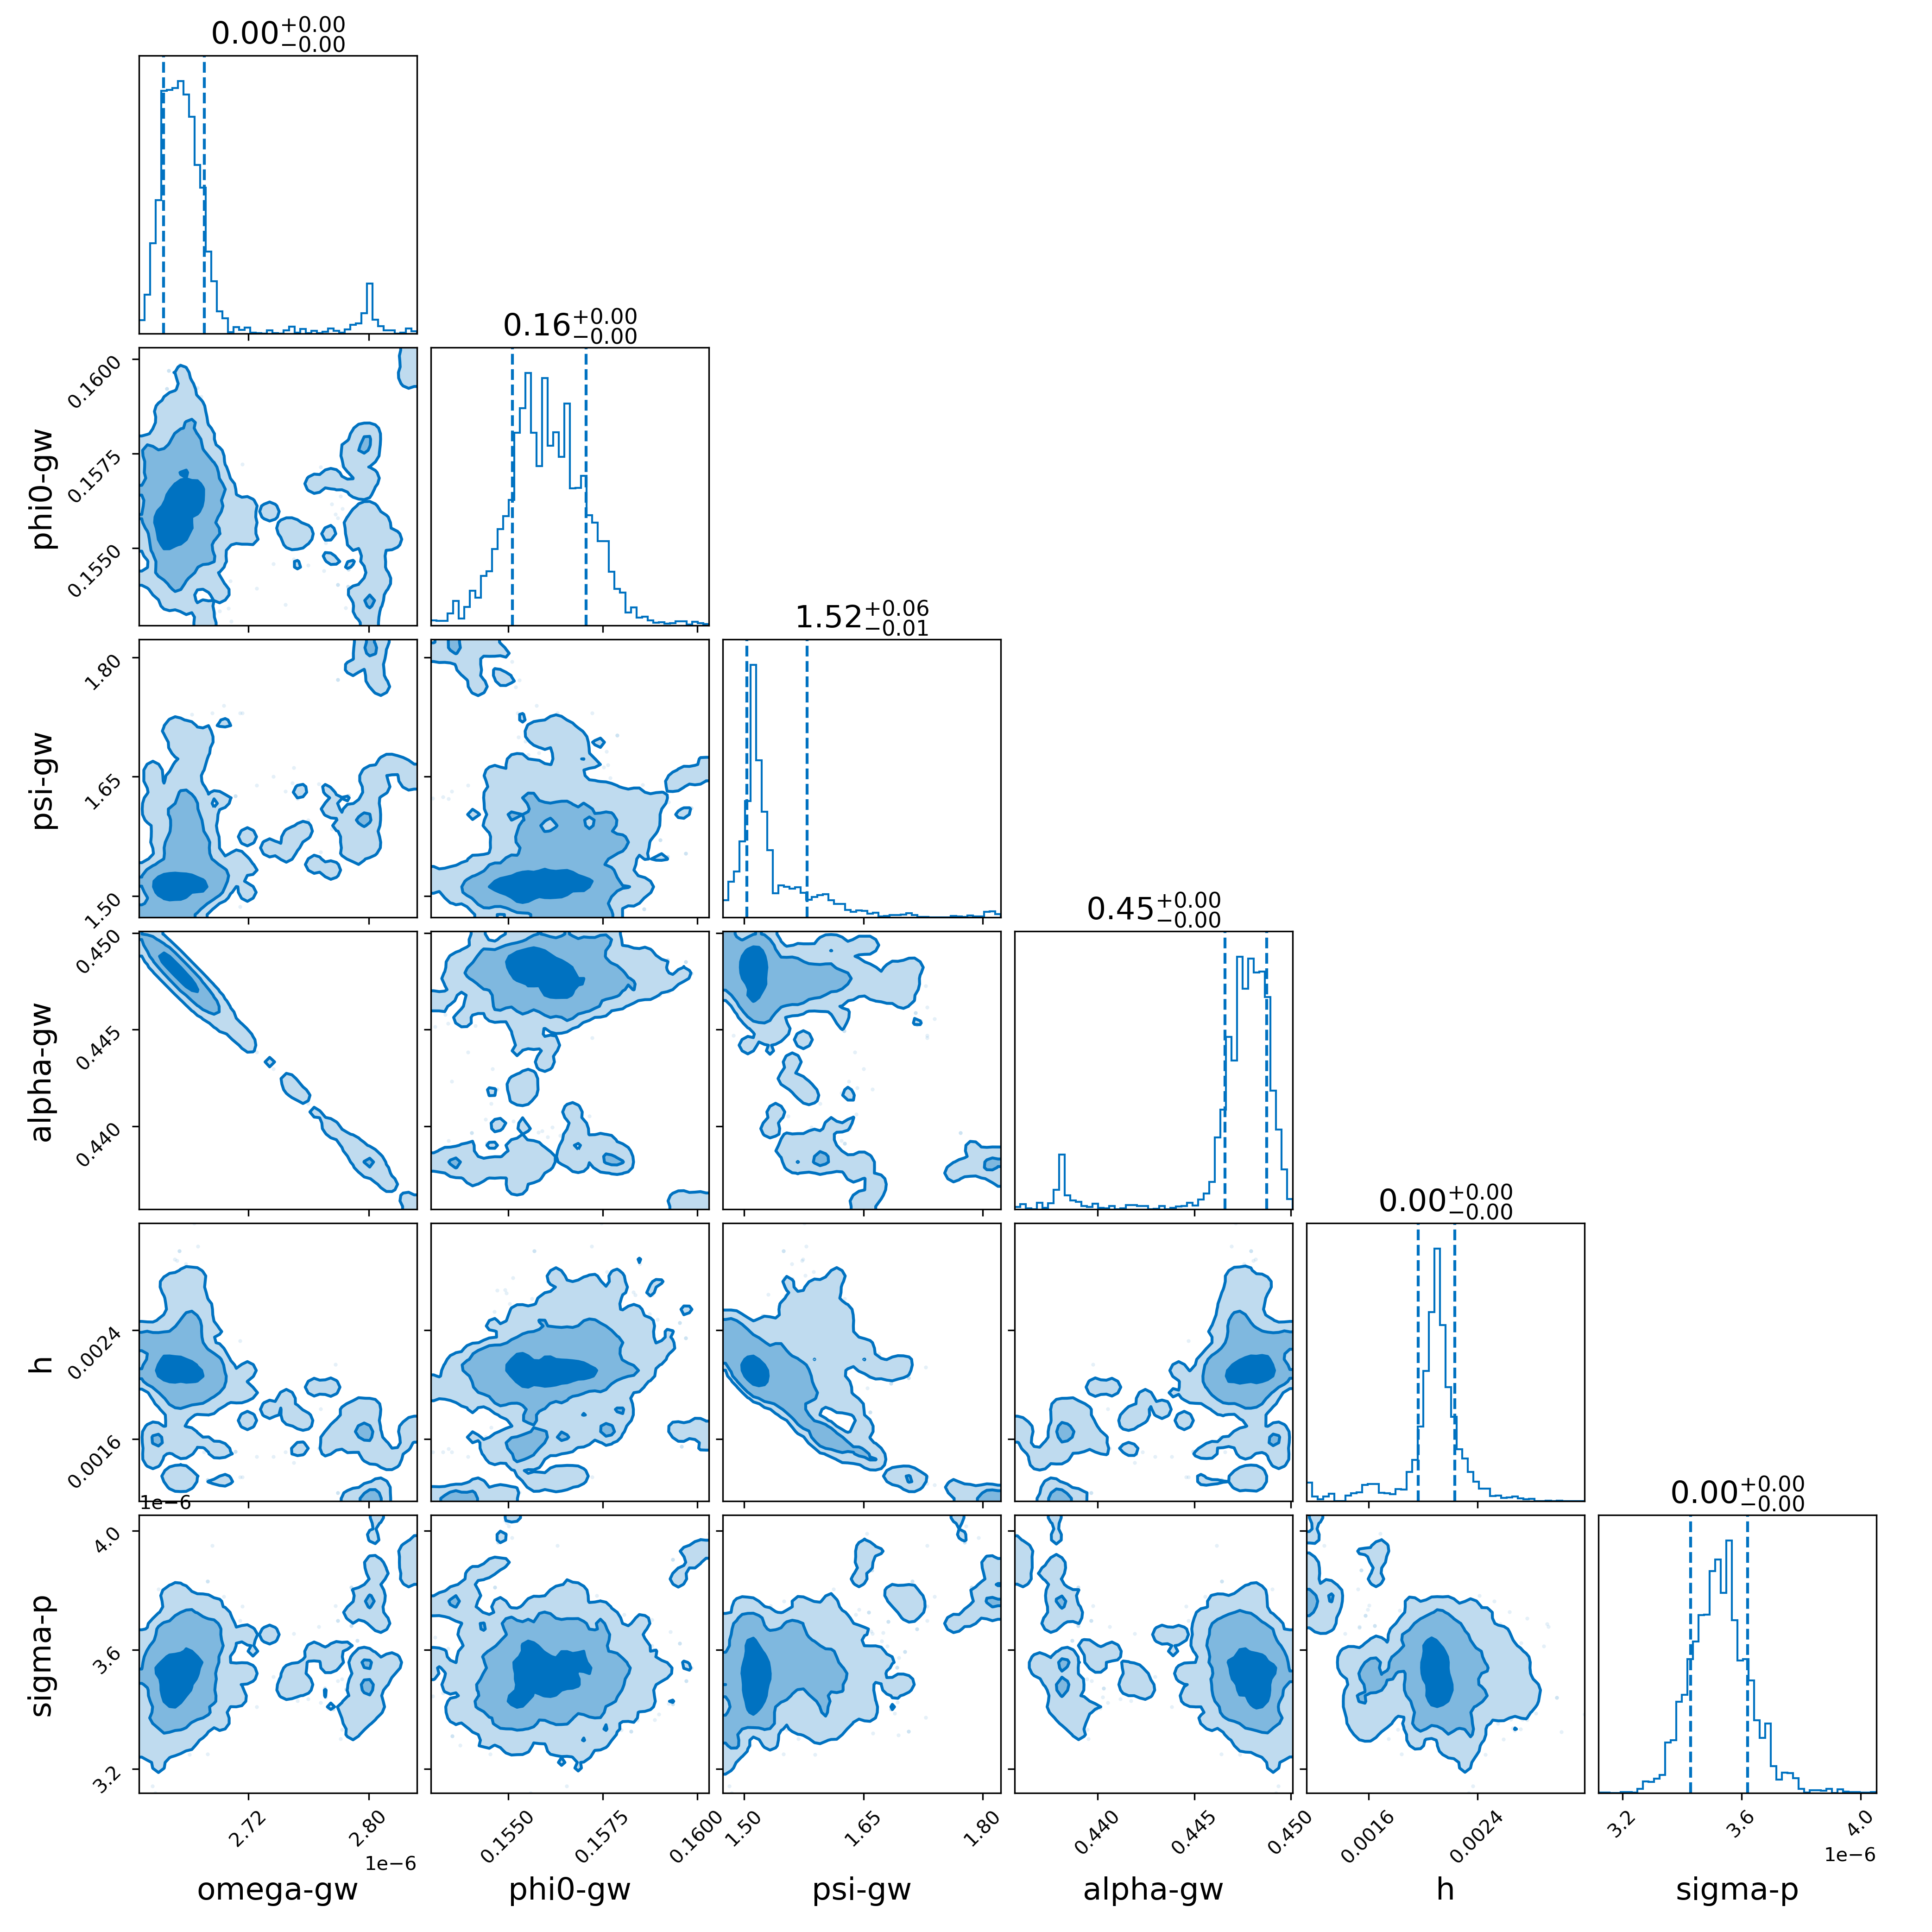 0.00+0.00−0.00
0.1600
0.1575
0.1550
phi0-gw
0.16+0.00−0.00
1.80
1.65
1.50
psi-gw
1.52+0.06−0.01
0.450
0.445
0.440
alpha-gw
0.45+0.00−0.00
0.0024
0.0016
h
0.00+0.00−0.00
1e−6
4.0
3.6
3.2
sigma-p
0.00+0.00−0.00
2.72 2.80 0.1550 0.1575 0.1600 1.50 1.65 1.80 0.440 0.445 0.450 0.0016 0.0024 3.2 3.6 4.0
1e−6 1e−6
omega-gw phi0-gw psi-gw alpha-gw h sigma-p